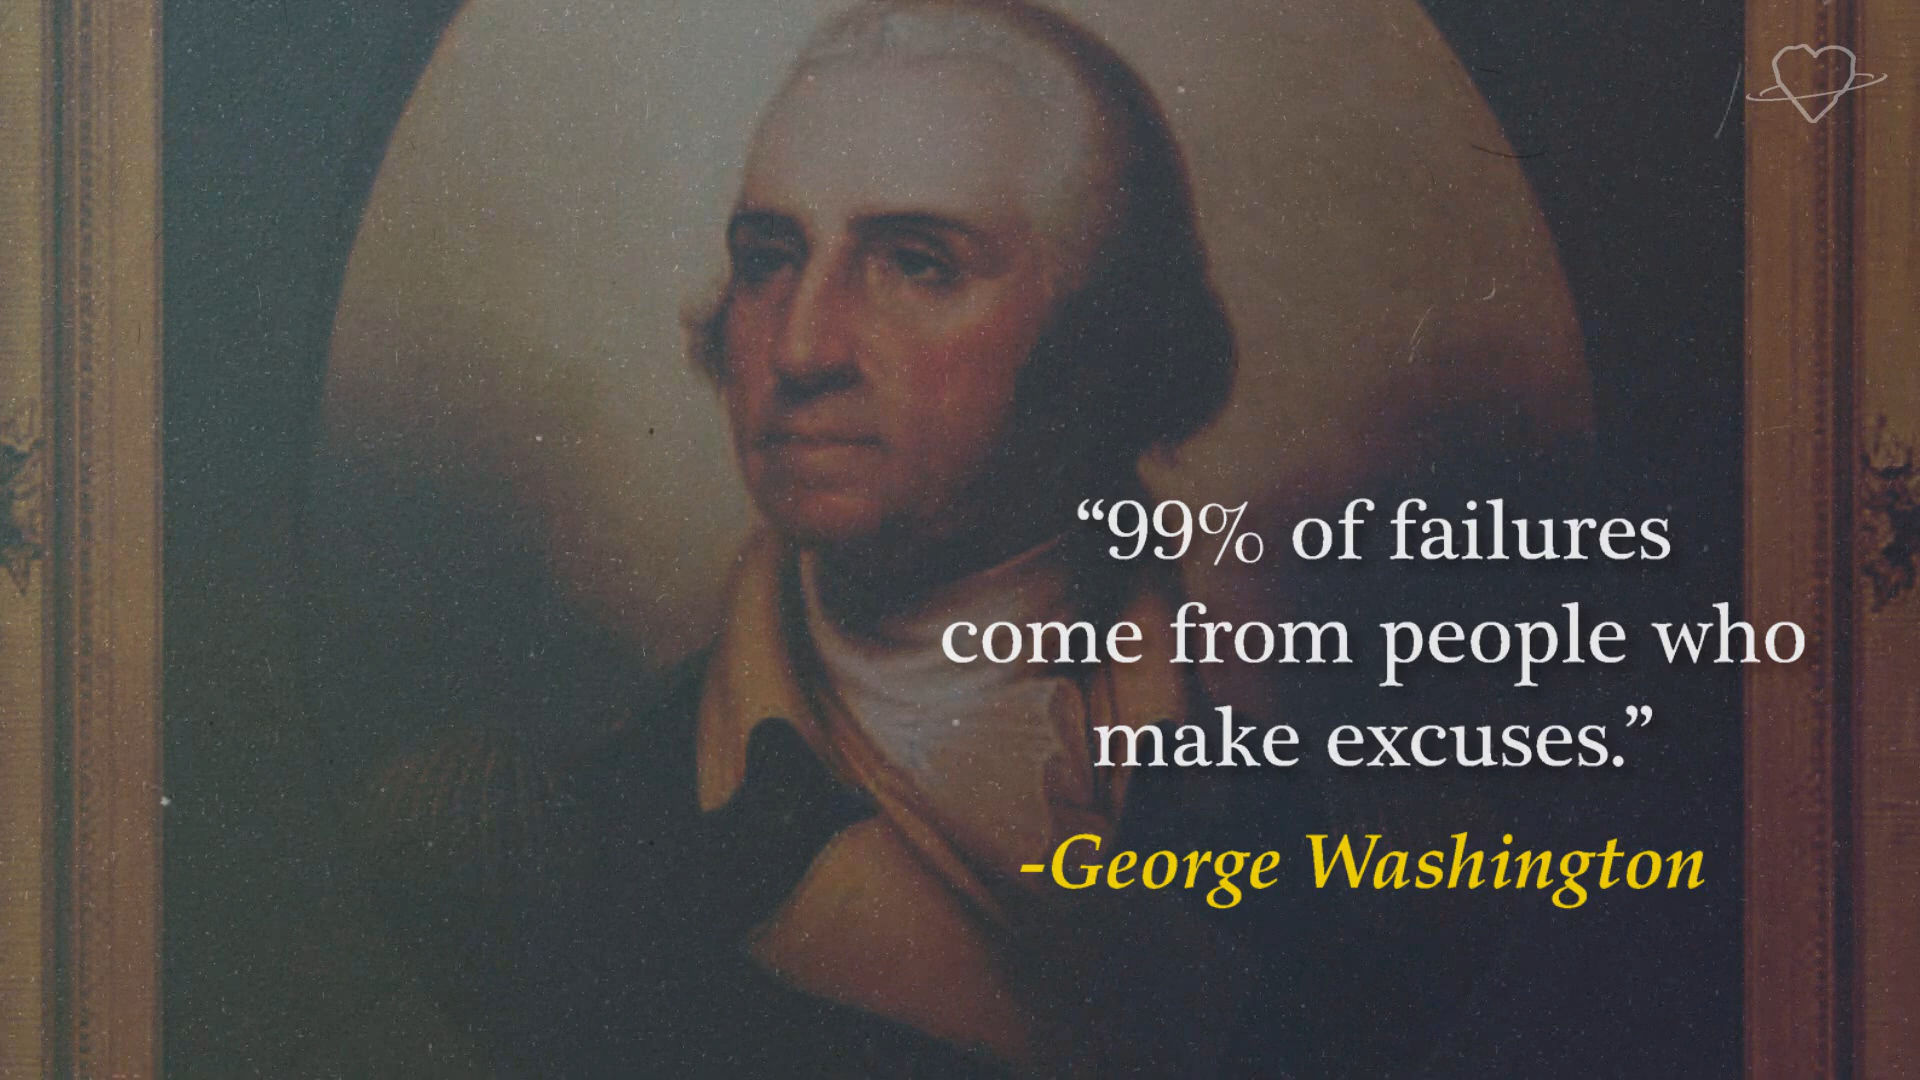 “99% of failures
come from people who
make excuses.”
-George Washington